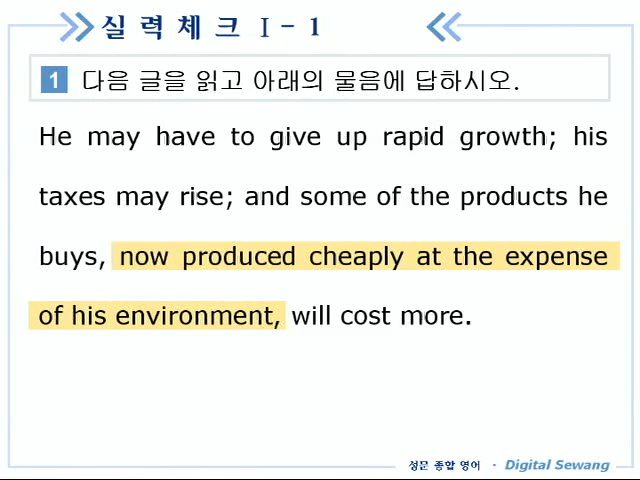 실력체크 I - 1
1 다음 글을 읽고 아래의 물음에 답하시오.
He may have to give up rapid growth; his
taxes may rise; and some of the products he
buys, now produced cheaply at the expense
of his environment, will cost more.
성문 종합 영어 · Digital Sewang